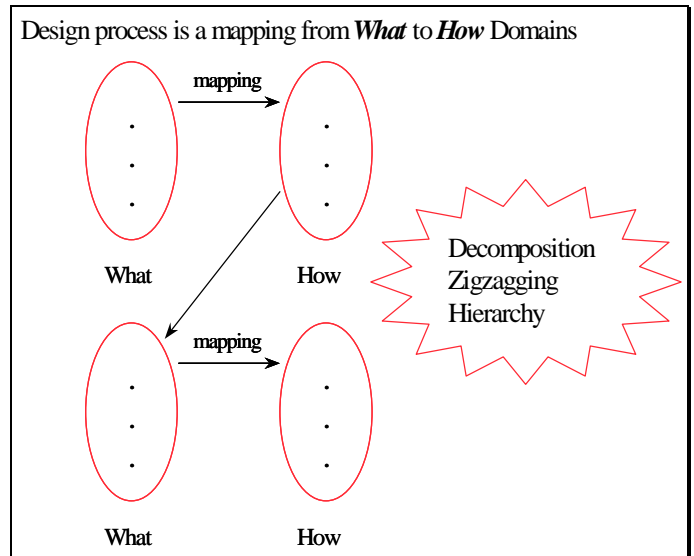 Design process is a mapping from What to How Domains
mapping
What
How
Decomposition
Zigzagging
Hierarchy
mapping
What
How